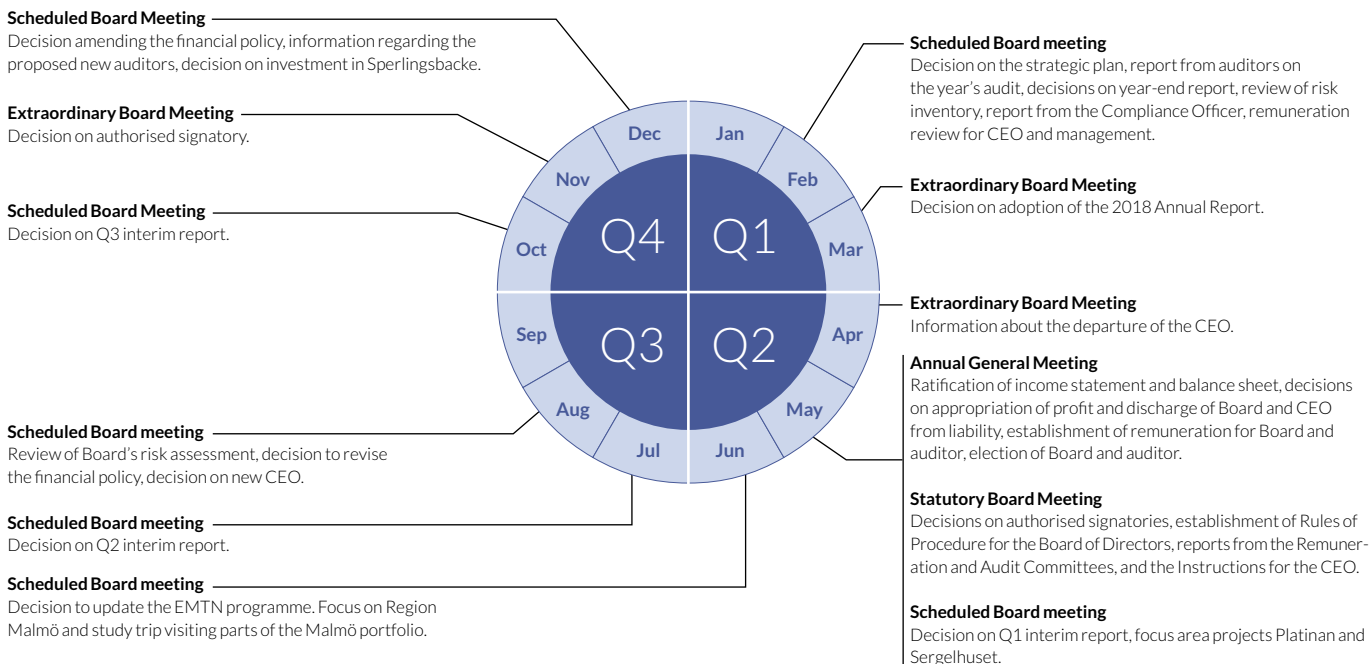 Scheduled Board Meeting
Decision amending the financial policy, information regarding the
proposed new auditors, decision on investment in Sperlingsbacke.
Extraordinary Board Meeting
Decision on authorised signatory.
Scheduled Board Meeting
Decision on Q3 interim report.
Scheduled Board meeting
Review of Board's risk assessment, decision to revise
the financial policy, decision on new CEO.
Scheduled Board meeting
Decision on Q2 interim report.
Scheduled Board meeting
Decision to update the EMTN programme. Focus on Region
Malmö and study trip visiting parts of the Malmö portfolio.
Dec
Jan
Nov
Feb
Oct
Q4
Q1
Mar
Sep
Q3
Q2
Apr
Aug
May
Jul
Jun
Scheduled Board meeting
Decision on the strategic plan, report from auditors on
the year's audit, decisions on year-end report, review of risk
inventory, report from the Compliance Officer, remuneration
review for CEO and management.
Extraordinary Board Meeting
Decision on adoption of the 2018 Annual Report.
Extraordinary Board Meeting
Information about the departure of the CEO.
Annual General Meeting
Ratification of income statement and balance sheet, decisions
on appropriation of profit and discharge of Board and CEO
from liability, establishment of remuneration for Board and
auditor, election of Board and auditor.
Statutory Board Meeting
Decisions on authorised signatories, establishment of Rules of
Procedure for the Board of Directors, reports from the Remuner-
ation and Audit Committees, and the Instructions for the CEO.
Scheduled Board meeting
Decision on Q1 interim report, focus area projects Platinan and
Sergelhuset.